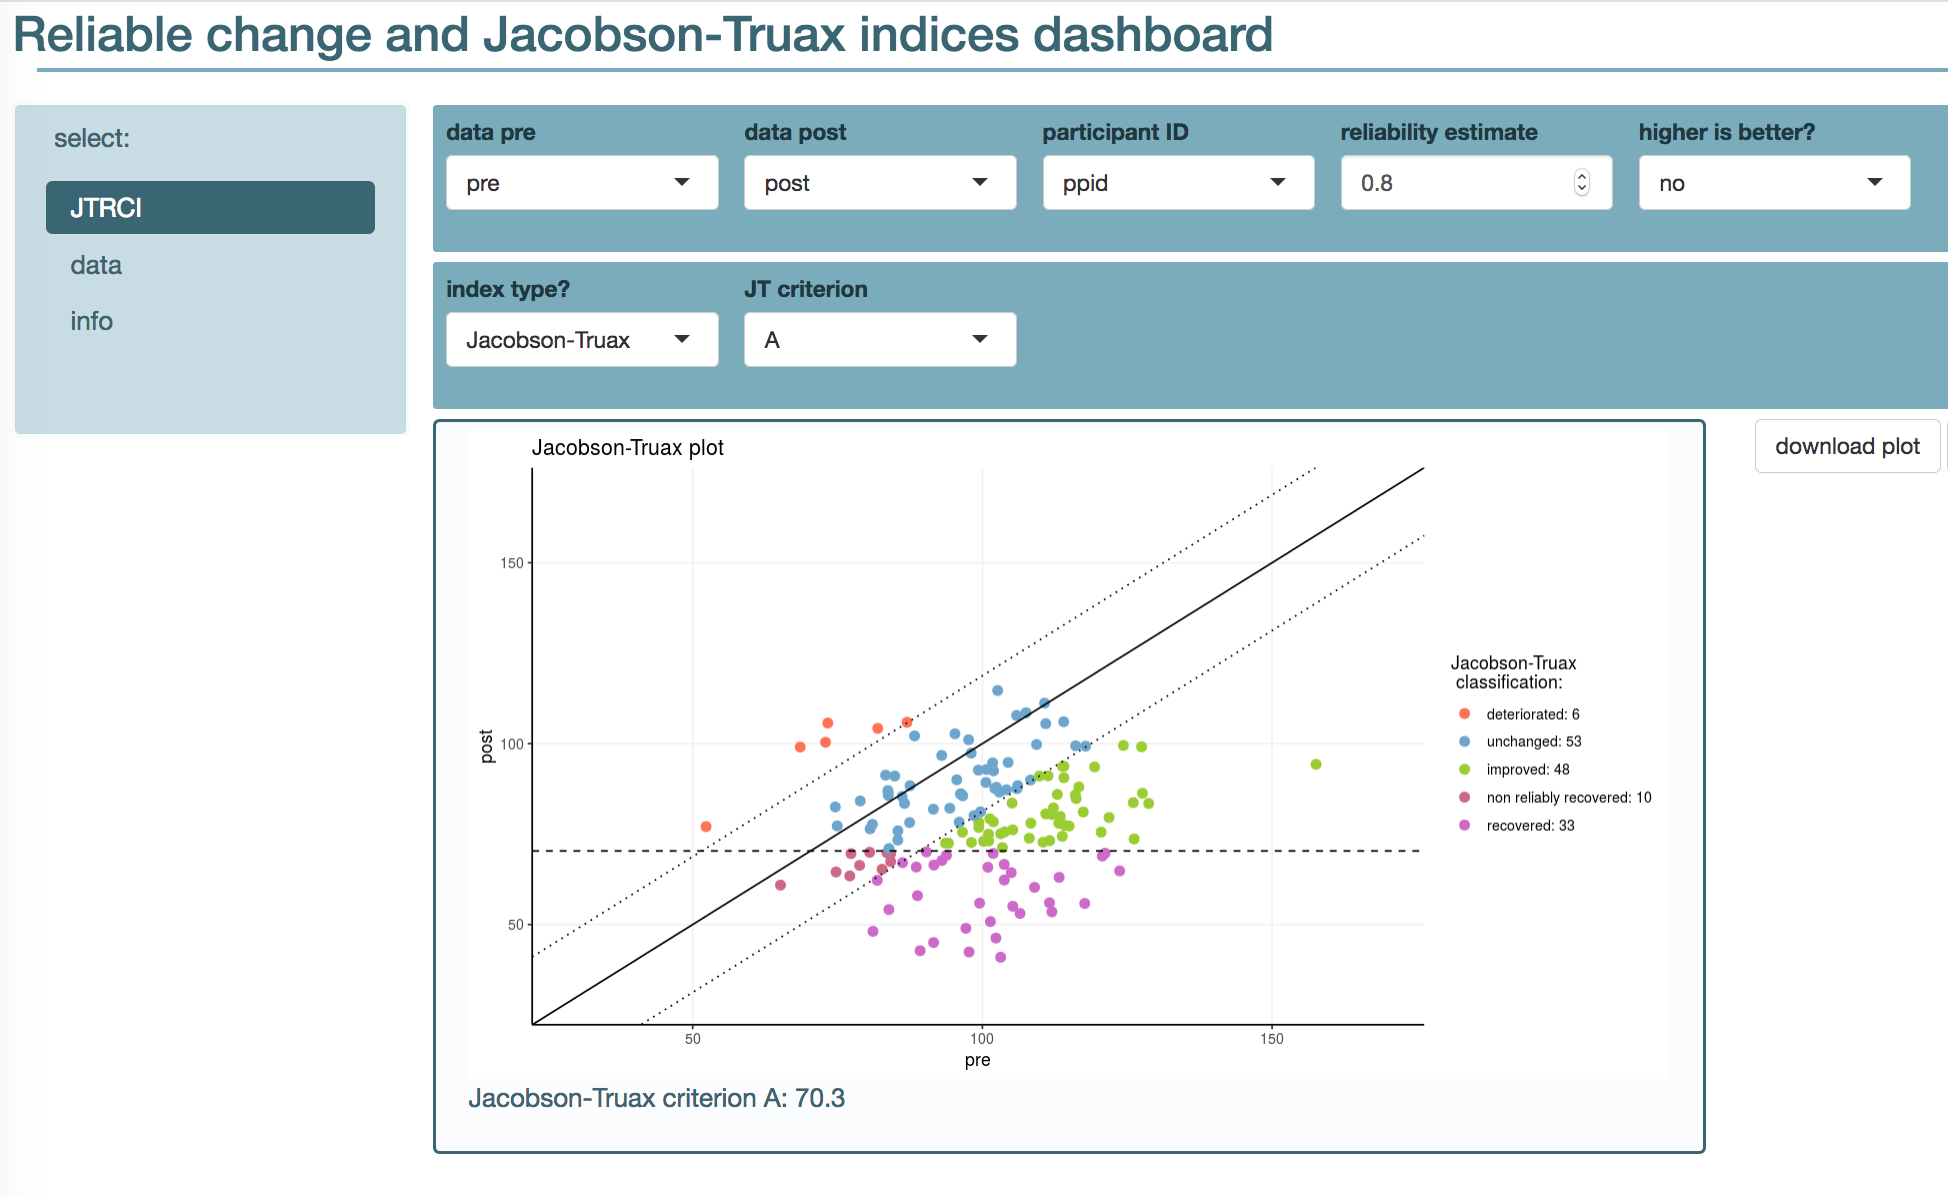 Reliable change and Jacobson-Truax indices dashboard
select:
JTRCI
data
info
data pre
data post
participant ID
reliability estimate
higher is better?
pre
post
ppid
0.8
no
index type?
JT criterion
Jacobson-Truax
A
download plot
Jacobson-Truax plot
150
100
50
post
50
100
150
pre
Jacobson-Truax
classification:
deteriorated: 6
unchanged: 53
improved: 48
non reliably recovered: 10
recovered: 33
Jacobson-Truax criterion A: 70.3